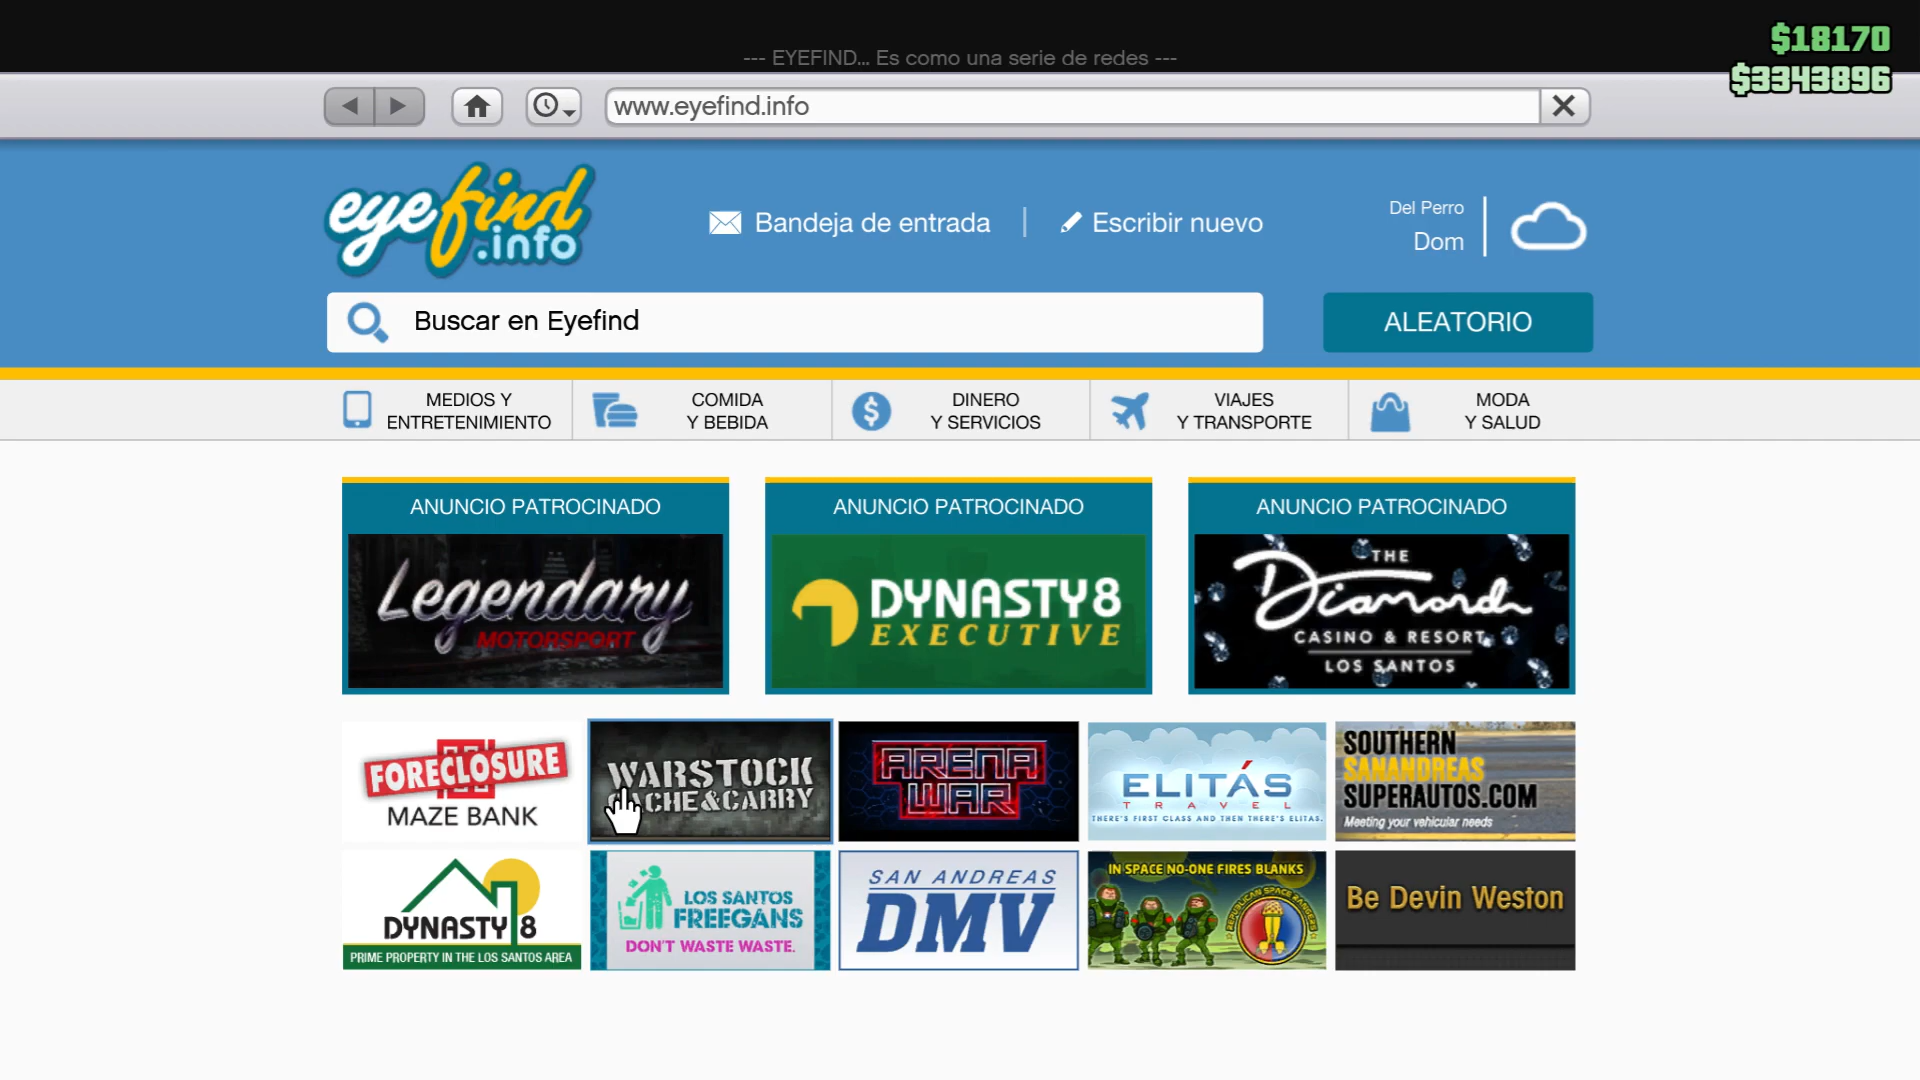 $18170
--- EYEFIND... Es como una serie de redes ---
$3343896
www.eyefind.info
eyefind
.info
Bandeja de entrada
Escribir nuevo
Del Perro
Dom
Buscar en Eyefind
ALEATORIO
MEDIOS Y
ENTRETENIMIENTO
COMIDA
Y BEBIDA
DINERO
Y SERVICIOS
VIAJES
Y TRANSPORTE
MODA
Y SALUD
ANUNCIO PATROCINADO
Legendary
MOTORSPORT
ANUNCIO PATROCINADO
DYNASTY8
EXECUTIVE
ANUNCIO PATROCINADO
THE
Diamond
CASINO & RESORT
LOS SANTOS
FORECLOSURE
MAZE BANK
WARSTOCK
CACHE&CARRY
ARENA
WAR
ELITÁS
TRAVEL
THERE'S FIRST CLASS AND THEN THERE'S ELITAS.
SOUTHERN
SANANDREAS
SUPERAUTOS.COM
Meeting your vehicular needs
DYNASTY 8
PRIME PROPERTY IN THE LOS SANTOS AREA
LOS SANTOS
FREEGANS
DON'T WASTE WASTE.
SAN ANDREAS
DMV
IN SPACE NO-ONE FIRES BLANKS
REPUBLICAN SPACE RANGERS
Be Devin Weston